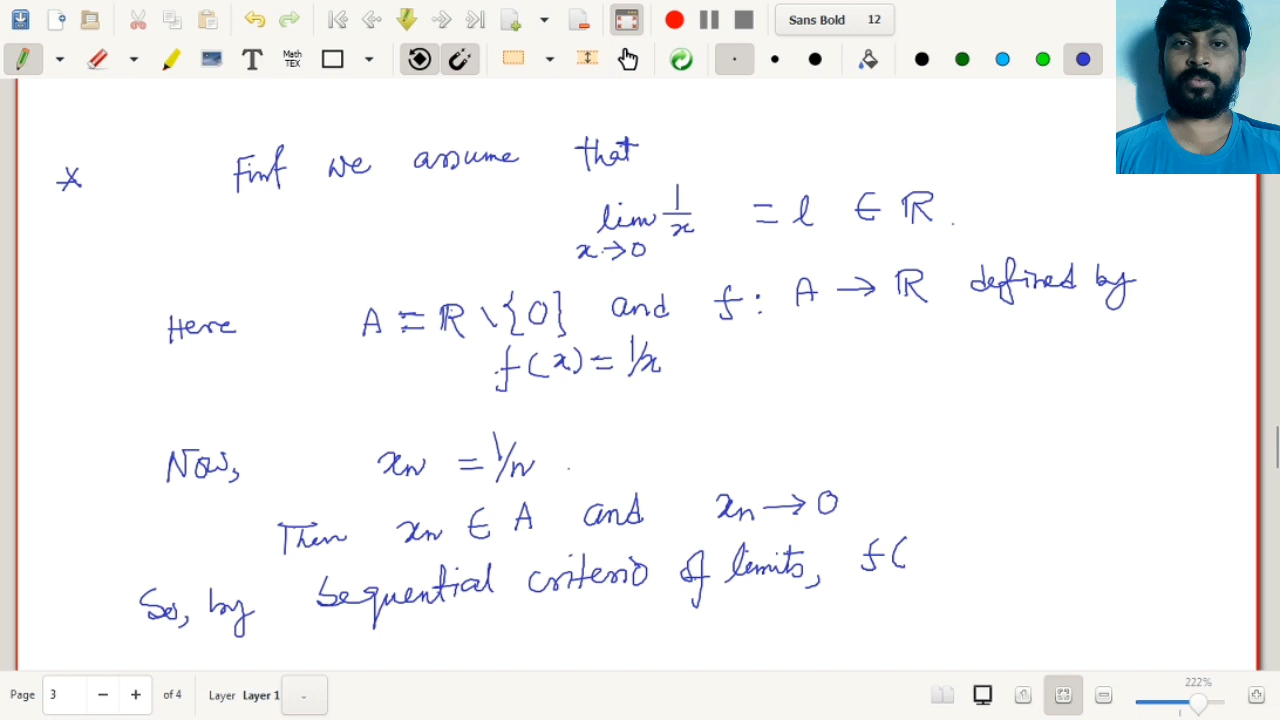 Sans Bold 12
T Math TEX
* First we assume that
lim 1/x = l ∈ ℝ.
x→0
Here A = ℝ \ {0} and f : A → ℝ defined by
f(x) = 1/x
Now, xn = 1/n .
Then xn ∈ A and xn → 0
So, by sequential criterio of limits, f(
Page 3 of 4 Layer Layer 1 222%